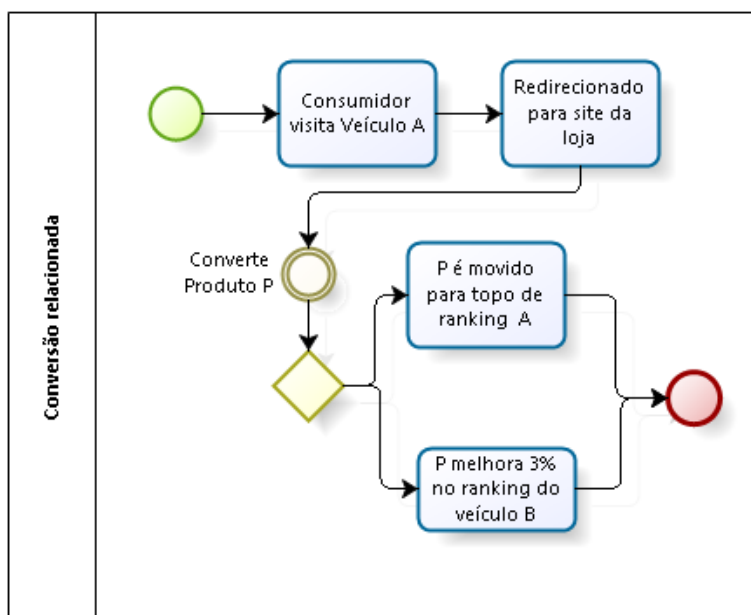 Conversão relacionada
Consumidor
visita Veículo A
Redirecionado
para site da
loja
Converte
Produto P
P é movido
para topo de
ranking A
P melhora 3%
no ranking do
veículo B